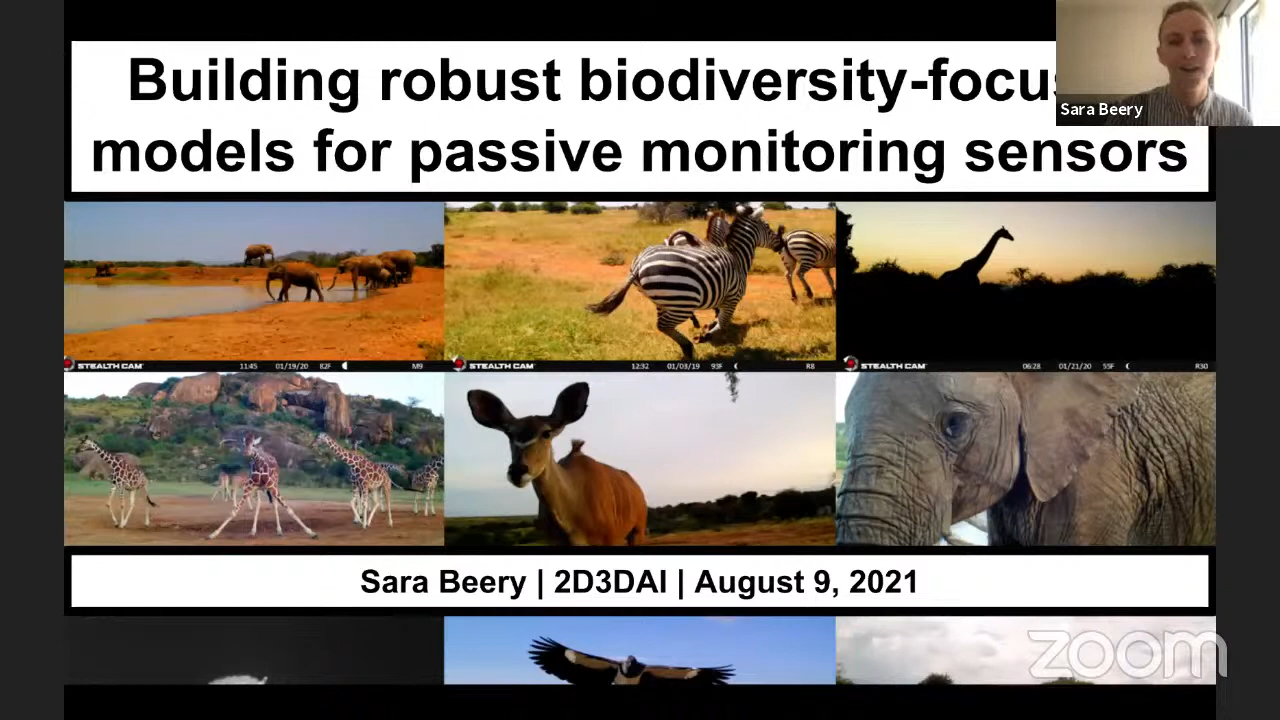 Building robust biodiversity-focu
Sara Beery
models for passive monitoring sensors
STEALTH CAM 11:45 01/19/20 82F M9
STEALTH CAM 12:32 01/03/19 93F R8
STEALTH CAM 06:28 01/21/20 55F R30
Sara Beery | 2D3DAI | August 9, 2021
zoom